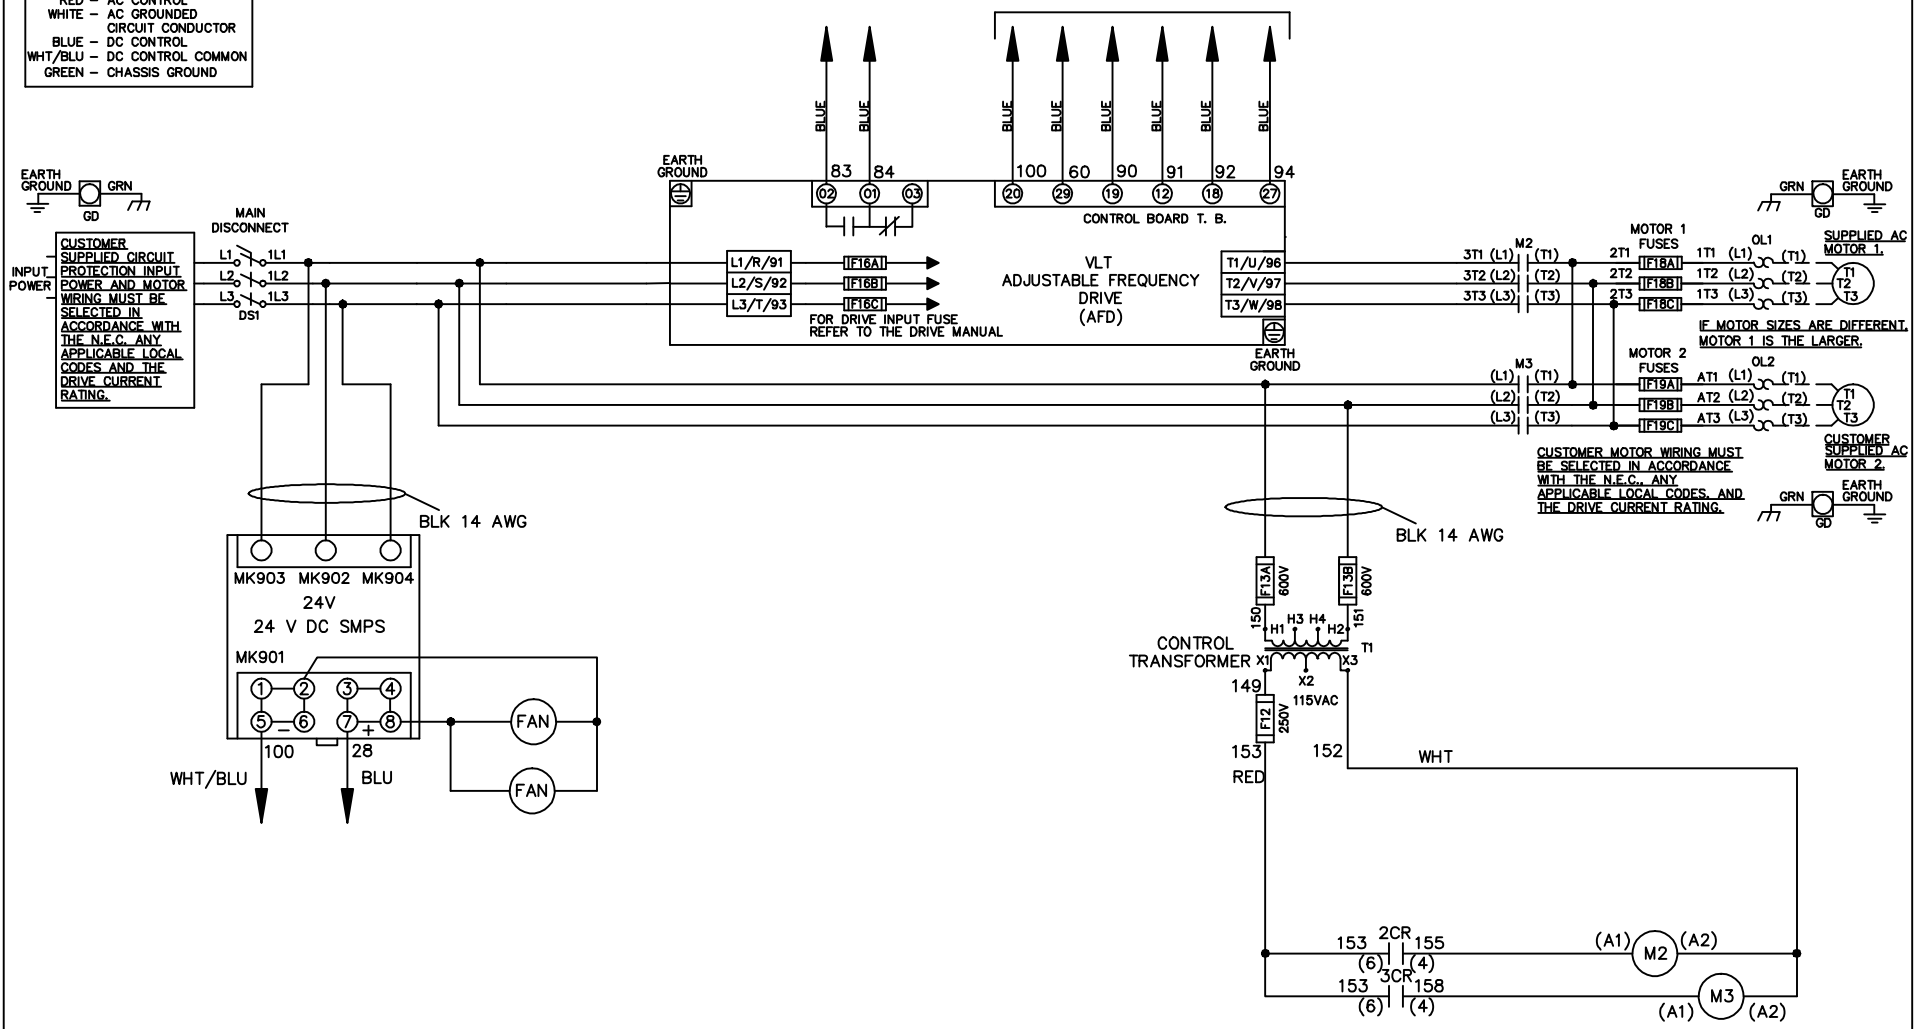 RED - AC CONTROL
WHITE - AC GROUNDED
CIRCUIT CONDUCTOR
BLUE - DC CONTROL
WHT/BLU - DC CONTROL COMMON
GREEN - CHASSIS GROUND
BLUE
BLUE
BLUE
BLUE
BLUE
BLUE
BLUE
BLUE
EARTH
GROUND
83
84
100
60
90
91
92
94
02
01
03
20
29
19
12
18
27
CONTROL BOARD T. B.
EARTH
GROUND
GRN
GD
MAIN
DISCONNECT
L1
1L1
L2
1L2
L3
1L3
DS1
INPUT
POWER
CUSTOMER
SUPPLIED CIRCUIT
PROTECTION INPUT
POWER AND MOTOR
WIRING MUST BE
SELECTED IN
ACCORDANCE WITH
THE N.E.C. ANY
APPLICABLE LOCAL
CODES AND THE
DRIVE CURRENT
RATING.
L1/R/91
L2/S/92
L3/T/93
F16A
F16B
F16C
FOR DRIVE INPUT FUSE
REFER TO THE DRIVE MANUAL
VLT
ADJUSTABLE FREQUENCY
DRIVE
(AFD)
T1/U/96
T2/V/97
T3/W/98
EARTH
GROUND
M2
3T1 (L1) (T1)
3T2 (L2) (T2)
3T3 (L3) (T3)
MOTOR 1
FUSES
2T1 F18A 1T1 (L1)
2T2 F18B 1T2 (L2)
2T3 F18C 1T3 (L3)
OL1
(T1)
(T2)
(T3)
T1
T2
T3
GRN
GD
EARTH
GROUND
SUPPLIED AC
MOTOR 1.
IF MOTOR SIZES ARE DIFFERENT,
MOTOR 1 IS THE LARGER.
M3
(L1) (T1)
(L2) (T2)
(L3) (T3)
MOTOR 2
FUSES
F19A AT1 (L1)
F19B AT2 (L2)
F19C AT3 (L3)
OL2
(T1)
(T2)
(T3)
T1
T2
T3
CUSTOMER
SUPPLIED AC
MOTOR 2.
CUSTOMER MOTOR WIRING MUST
BE SELECTED IN ACCORDANCE
WITH THE N.E.C., ANY
APPLICABLE LOCAL CODES, AND
THE DRIVE CURRENT RATING.
GRN
GD
EARTH
GROUND
BLK 14 AWG
MK903 MK902 MK904
24V
24 V DC SMPS
MK901
1 2 3 4
5 6 7 8
- +
100
28
WHT/BLU
BLU
FAN
FAN
BLK 14 AWG
F13A
600V
F13B
600V
150
151
H1 H3 H4 H2
T1
CONTROL
TRANSFORMER
X1
X3
X2
149
115VAC
F12
250V
153
RED
152
WHT
2CR
153
155
(6)
(4)
(A1)
M2
(A2)
3CR
153
158
(6)
(4)
(A1)
M3
(A2)